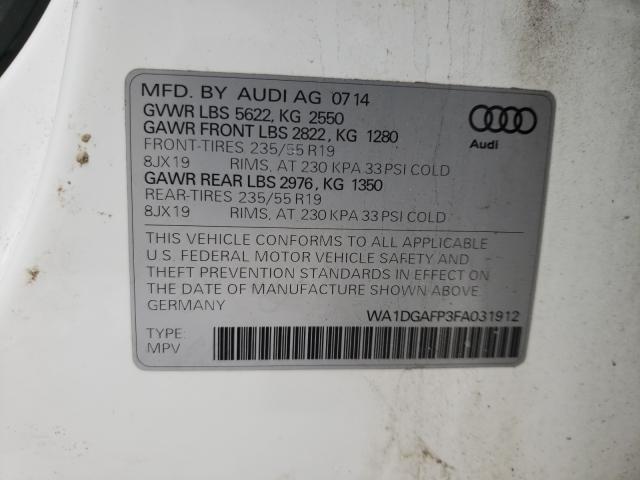 MFD. BY AUDI AG 07 14
GVWR LBS 5622, KG 2550
GAWR FRONT LBS 2822, KG 1280
FRONT-TIRES 235/55 R19
8JX19 RIMS, AT 230 KPA 33 PSI COLD
GAWR REAR LBS 2976, KG 1350
REAR-TIRES 235/55 R19
8JX19 RIMS, AT 230 KPA 33 PSI COLD
Audi
THIS VEHICLE CONFORMS TO ALL APPLICABLE
U.S. FEDERAL MOTOR VEHICLE SAFETY AND
THEFT PREVENTION STANDARDS IN EFFECT ON
THE DATE OF MANUFACTURE SHOWN ABOVE.
GERMANY
WA1DGAFP3FA031912
TYPE:
MPV